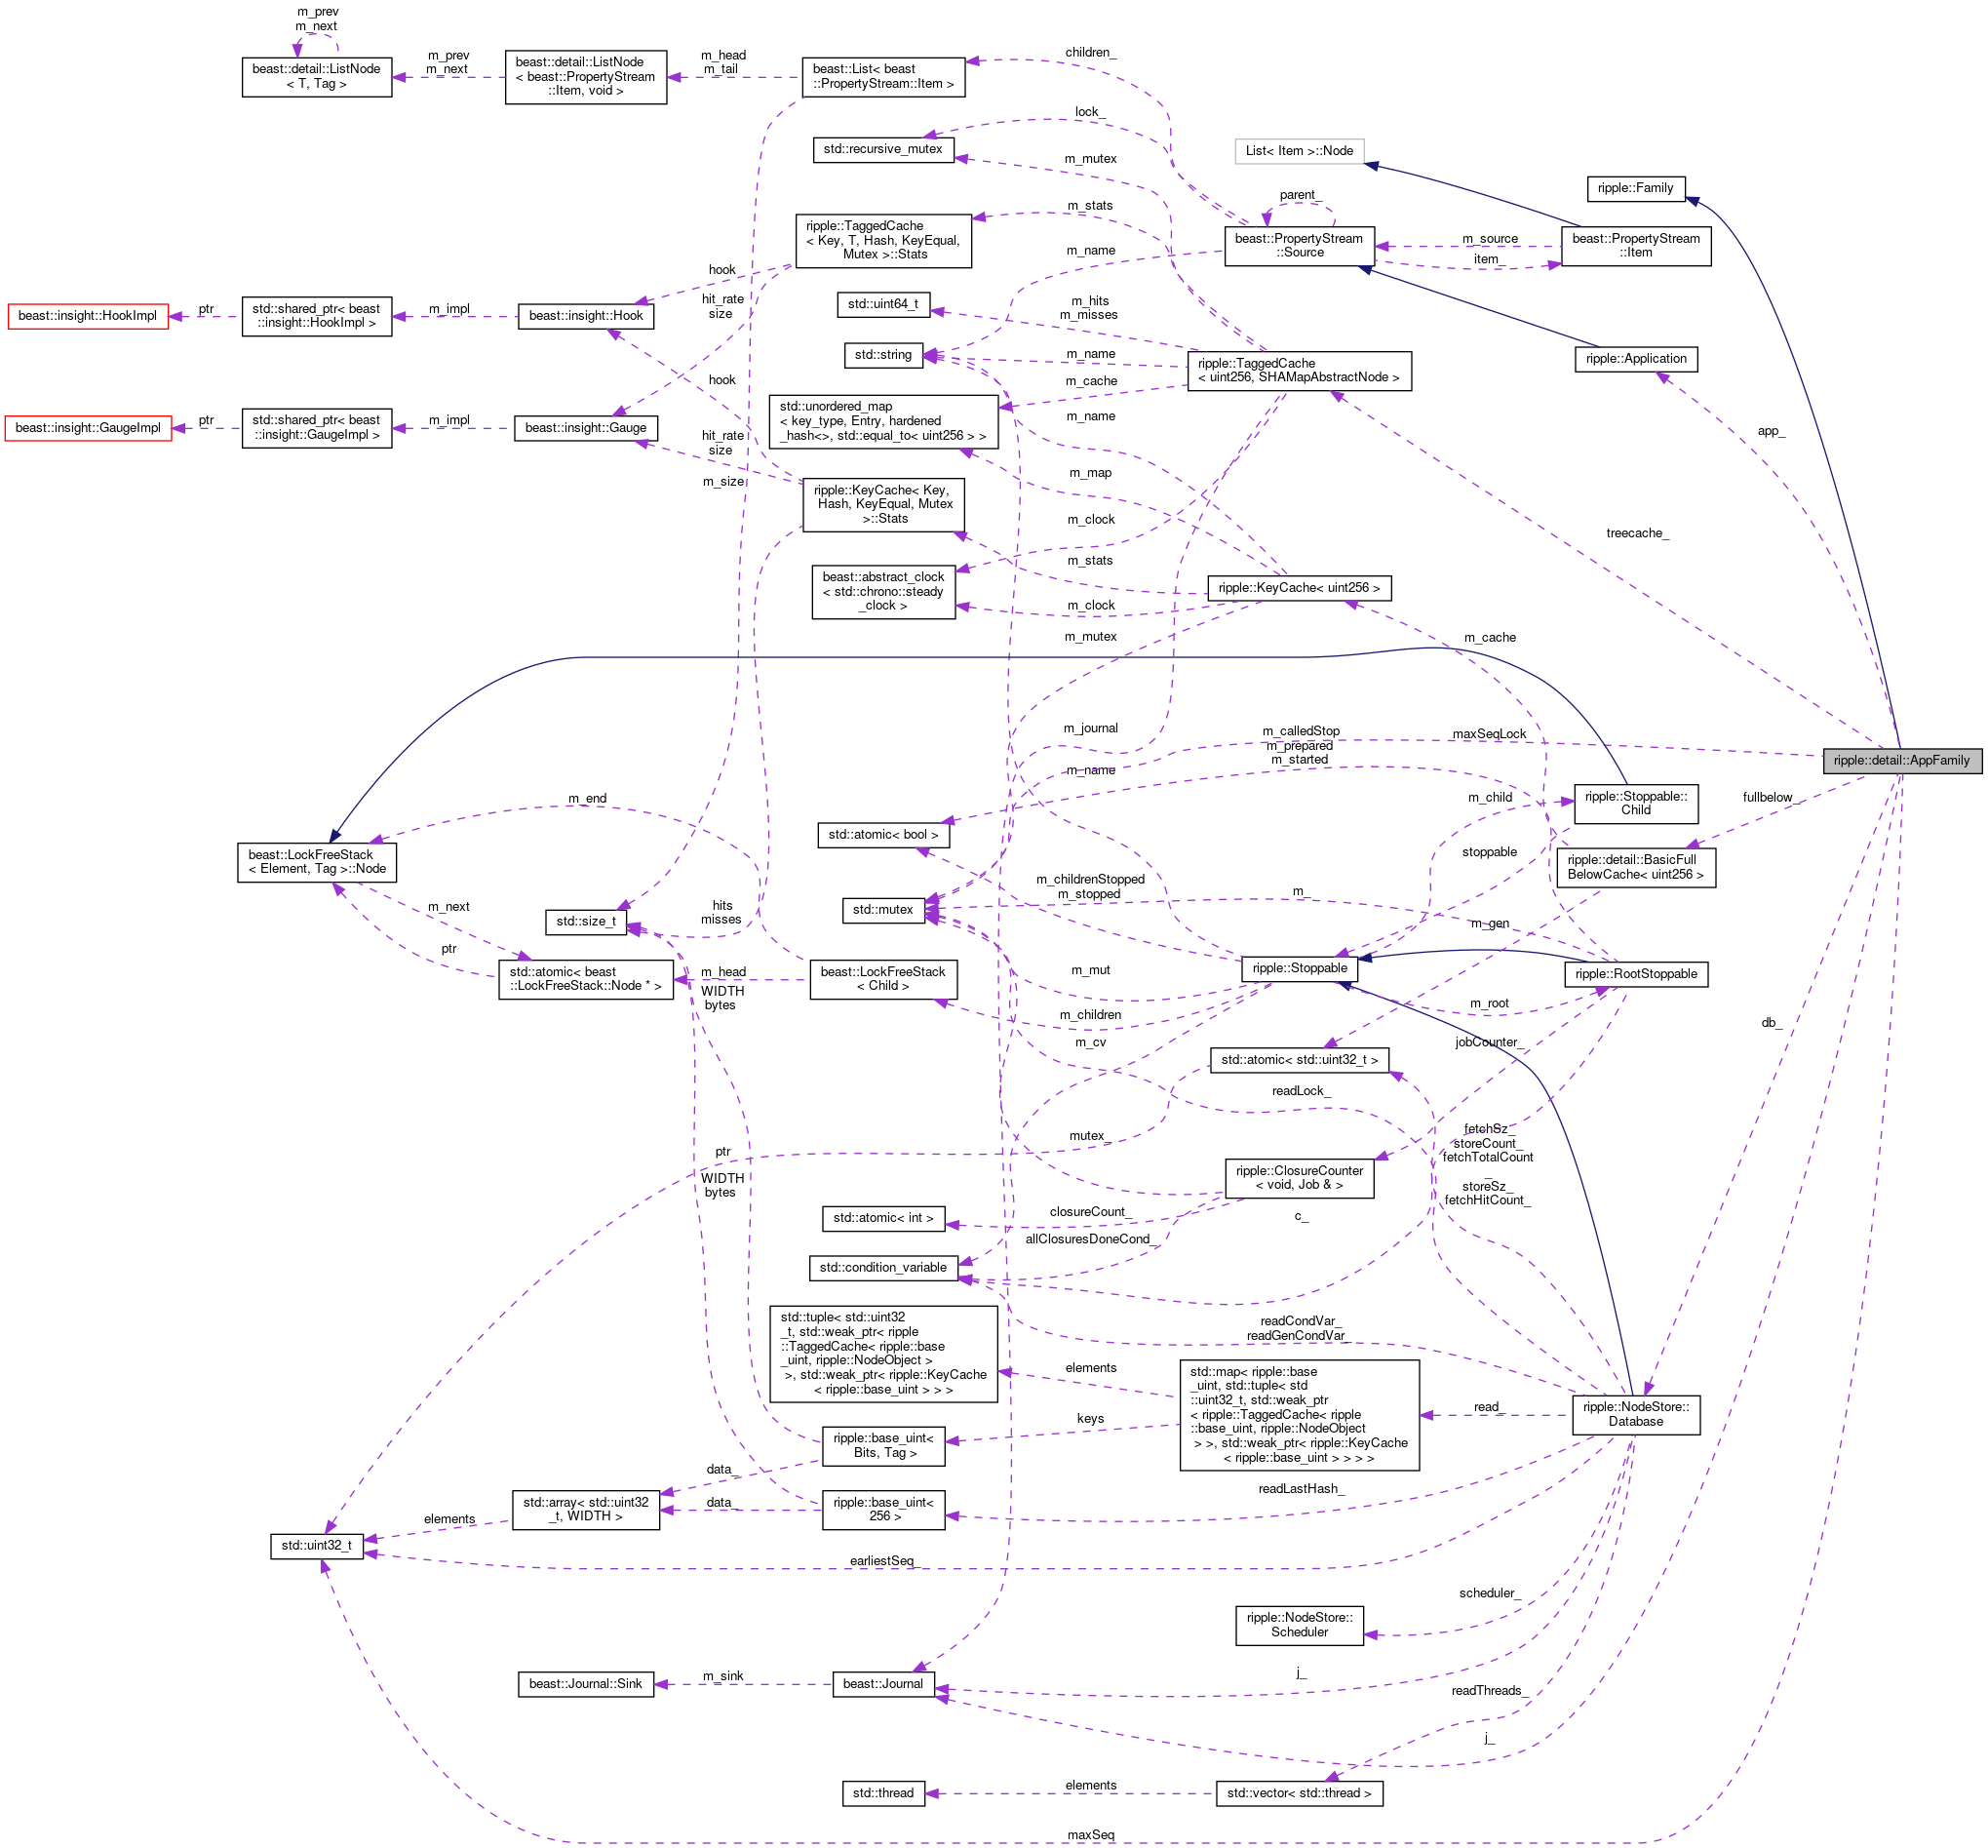 m_prev
m_next
beast::detail::ListNode
< T, Tag >
m_prev
m_next
beast::detail::ListNode
< beast::PropertyStream
::Item, void >
m_head
m_tail
beast::List< beast
::PropertyStream::Item >
children_
lock_
std::recursive_mutex
m_mutex
List< Item >::Node
ripple::Family
parent_
beast::PropertyStream
::Source
m_source
item_
beast::PropertyStream
::Item
m_stats
ripple::TaggedCache
< Key, T, Hash, KeyEqual,
Mutex >::Stats
m_name
hook
hit_rate
size
beast::insight::HookImpl
ptr
std::shared_ptr< beast
::insight::HookImpl >
m_impl
beast::insight::Hook
std::uint64_t
m_hits
m_misses
std::string
m_name
ripple::TaggedCache
< uint256, SHAMapAbstractNode >
ripple::Application
hook
m_cache
std::unordered_map
< key_type, Entry, hardened
_hash<>, std::equal_to< uint256 > >
m_name
app_
beast::insight::GaugeImpl
ptr
std::shared_ptr< beast
::insight::GaugeImpl >
m_impl
beast::insight::Gauge
hit_rate
size
m_size
m_map
ripple::KeyCache< Key,
Hash, KeyEqual, Mutex
>::Stats
m_clock
treecache_
m_stats
beast::abstract_clock
< std::chrono::steady
_clock >
m_clock
ripple::KeyCache< uint256 >
m_mutex
m_cache
m_journal
m_calledStop
m_prepared
m_started
maxSeqLock
m_name
ripple::detail::AppFamily
m_end
std::atomic< bool >
m_child
ripple::Stoppable::
Child
fullbelow_
beast::LockFreeStack
< Element, Tag >::Node
stoppable
ripple::detail::BasicFull
BelowCache< uint256 >
m_childrenStopped
m_stopped
m_
m_next
std::size_t
hits
misses
std::mutex
m_gen
ptr
std::atomic< beast
::LockFreeStack::Node * >
m_head
beast::LockFreeStack
< Child >
m_mut
ripple::Stoppable
ripple::RootStoppable
WIDTH
bytes
m_children
m_root
m_cv
std::atomic< std::uint32_t >
jobCounter_
db_
readLock_
mutex_
fetchSz_
storeCount_
fetchTotalCount
_
storeSz_
fetchHitCount_
ptr
WIDTH
bytes
ripple::ClosureCounter
< void, Job & >
std::atomic< int >
closureCount_
c_
allClosuresDoneCond_
std::condition_variable
readCondVar_
readGenCondVar_
std::tuple< std::uint32
_t, std::weak_ptr< ripple
::TaggedCache< ripple::base
_uint, ripple::NodeObject >
>, std::weak_ptr< ripple::KeyCache
< ripple::base_uint > > >
elements
std::map< ripple::base
_uint, std::tuple< std
::uint32_t, std::weak_ptr
< ripple::TaggedCache< ripple
::base_uint, ripple::NodeObject
> >, std::weak_ptr< ripple::KeyCache
< ripple::base_uint > > > >
read_
ripple::NodeStore::
Database
keys
ripple::base_uint<
Bits, Tag >
data_
readLastHash_
std::array< std::uint32
_t, WIDTH >
data_
ripple::base_uint<
256 >
elements
std::uint32_t
earliestSeq_
scheduler_
ripple::NodeStore::
Scheduler
beast::Journal::Sink
m_sink
beast::Journal
j_
readThreads_
j_
std::thread
elements
std::vector< std::thread >
maxSeq